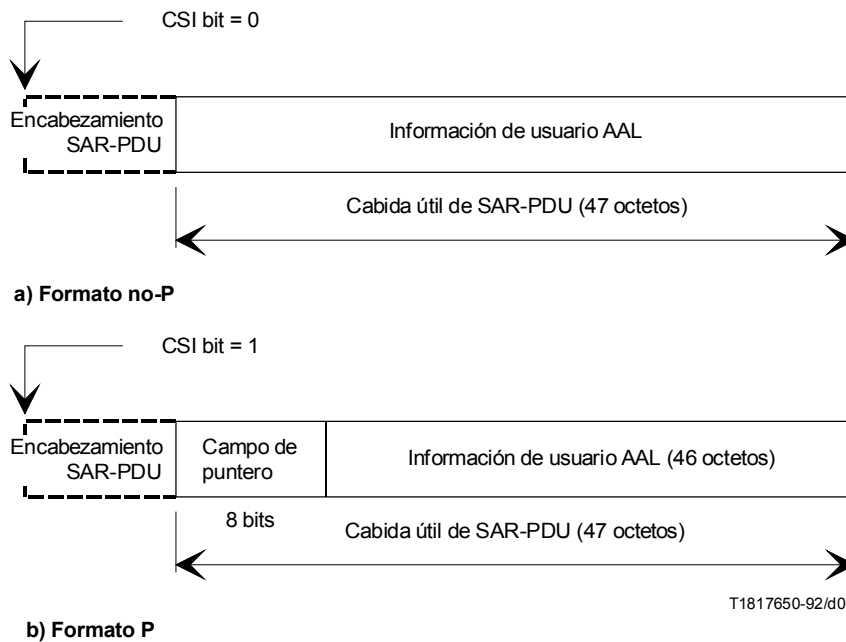 CSI bit = 0
Encabezamiento
SAR-PDU
Información de usuario AAL
Cabida útil de SAR-PDU (47 octetos)
a) Formato no-P
CSI bit = 1
Encabezamiento
SAR-PDU
Campo de
puntero
Información de usuario AAL (46 octetos)
8 bits
Cabida útil de SAR-PDU (47 octetos)
T1817650-92/d0
b) Formato P